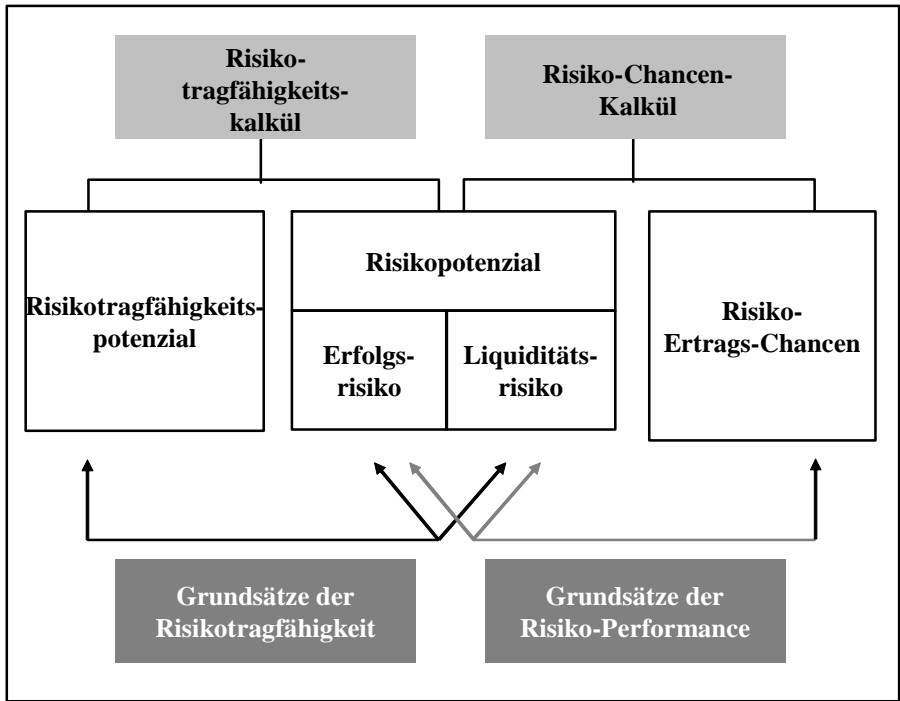 Risiko-
tragfähigkeits-
kalkül
Risiko-Chancen-
Kalkül
Risikotragfähigkeits-
potenzial
Risikopotenzial
Erfolgs-
risiko
Liquiditäts-
risiko
Risiko-
Ertrags-Chancen
Grundsätze der
Risikotragfähigkeit
Grundsätze der
Risiko-Performance